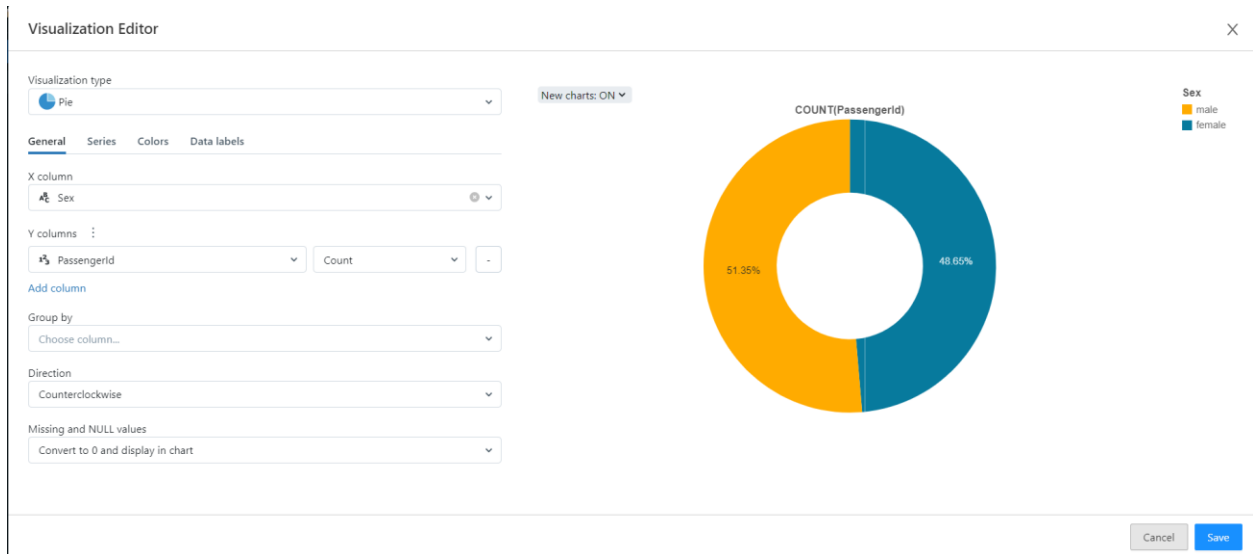 Visualization Editor
Visualization type
Pie
General Series Colors Data labels
X column
Sex
Y columns
PassengerId Count -
Add column
Group by
Choose column...
Direction
Counterclockwise
Missing and NULL values
Convert to 0 and display in chart
New charts: ON
COUNT(PassengerId)
51.35%
48.65%
Sex
male
female
Cancel Save